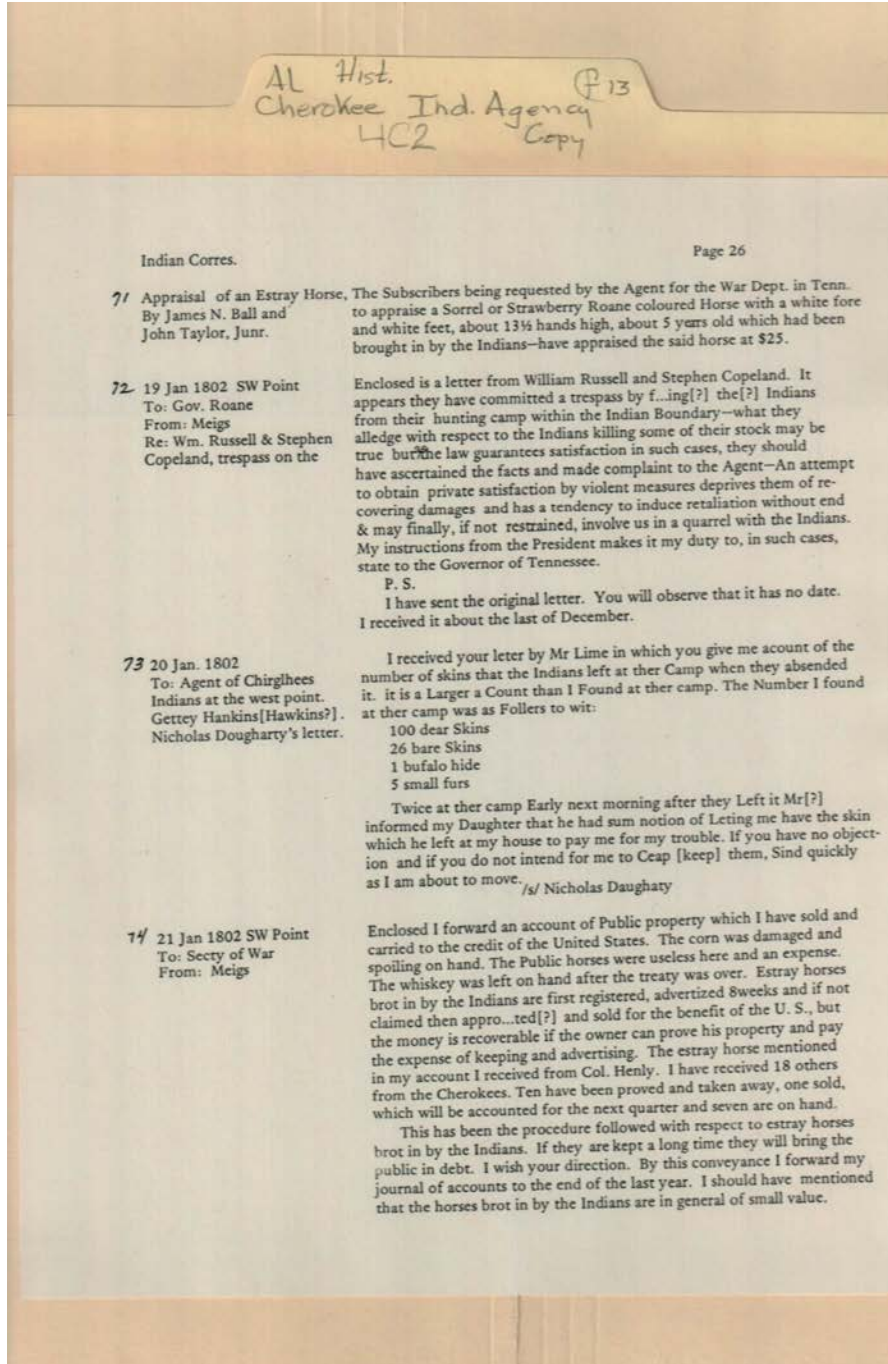 AL Hist. f 13
Cherokee Ind. Agency
4C2 Copy
Indian Corres.
Page 26
71 Appraisal of an Estray Horse,
By James N. Ball and
John Taylor, Junr.
The Subscribers being requested by the Agent for the War Dept. in Tenn.
to appraise a Sorrel or Strawberry Roane coloured Horse with a white fore
and white feet, about 13½ hands high, about 5 years old which had been
brought in by the Indians—have appraised the said horse at $25.
72 19 Jan 1802 SW Point
To: Gov. Roane
From: Meigs
Re: Wm. Russell & Stephen
Copeland, trespass on the
Enclosed is a letter from William Russell and Stephen Copeland. It
appears they have committed a trespass by f...ing[?] the[?] Indians
from their hunting camp within the Indian Boundary—what they
alledge with respect to the Indians killing some of their stock may be
true but the law guarantees satisfaction in such cases, they should
have ascertained the facts and made complaint to the Agent—An attempt
to obtain private satisfaction by violent measures deprives them of re-
covering damages and has a tendency to induce retaliation without end
& may finally, if not restrained, involve us in a quarrel with the Indians.
My instructions from the President makes it my duty to, in such cases,
state to the Governor of Tennessee.
P. S.
I have sent the original letter. You will observe that it has no date.
I received it about the last of December.
73 20 Jan. 1802
To: Agent of Chirglhees
Indians at the west point.
Gettey Hankins[Hawkins?].
Nicholas Dougharty's letter.
I received your leter by Mr Lime in which you give me acount of the
number of skins that the Indians left at ther Camp when they absended
it. it is a Larger a Count than I Found at ther camp. The Number I found
at ther camp was as Follers to wit:
100 dear Skins
26 bare Skins
1 bufalo hide
5 small furs
Twice at ther camp Early next morning after they Left it Mr[?]
informed my Daughter that he had sum notion of Leting me have the skin
which he left at my house to pay me for my trouble. If you have no object-
ion and if you do not intend for me to Ceap [keep] them, Sind quickly
as I am about to move.
/s/ Nicholas Daughaty
74 21 Jan 1802 SW Point
To: Secty of War
From: Meigs
Enclosed I forward an account of Public property which I have sold and
carried to the credit of the United States. The corn was damaged and
spoiling on hand. The Public horses were useless here and an expense.
The whiskey was left on hand after the treaty was over. Estray horses
brot in by the Indians are first registered, advertized 8weeks and if not
claimed then appro...ted[?] and sold for the benefit of the U. S., but
the money is recoverable if the owner can prove his property and pay
the expense of keeping and advertising. The estray horse mentioned
in my account I received from Col. Henly. I have received 18 others
from the Cherokees. Ten have been proved and taken away, one sold,
which will be accounted for the next quarter and seven are on hand.
This has been the procedure followed with respect to estray horses
brot in by the Indians. If they are kept a long time they will bring the
public in debt. I wish your direction. By this conveyance I forward my
journal of accounts to the end of the last year. I should have mentioned
that the horses brot in by the Indians are in general of small value.